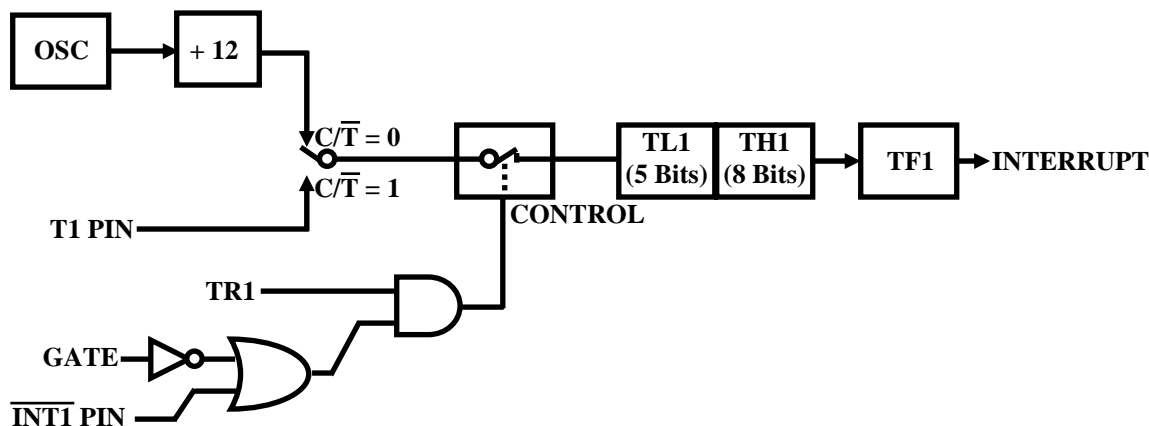 OSC
+ 12
C/T̅ = 0
C/T̅ = 1
T1 PIN
TL1
(5 Bits)
TH1
(8 Bits)
TF1
INTERRUPT
CONTROL
TR1
GATE
I̅N̅T̅1̅ PIN